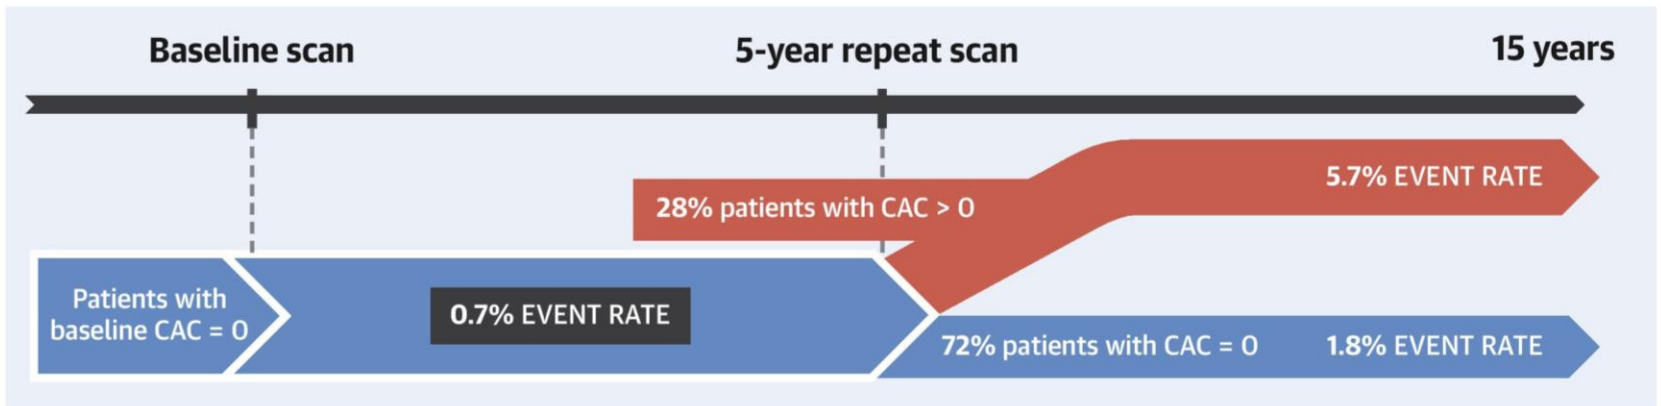 Baseline scan
5-year repeat scan
15 years
28% patients with CAC > 0
5.7% EVENT RATE
Patients with
baseline CAC = 0
0.7% EVENT RATE
72% patients with CAC = 0
1.8% EVENT RATE